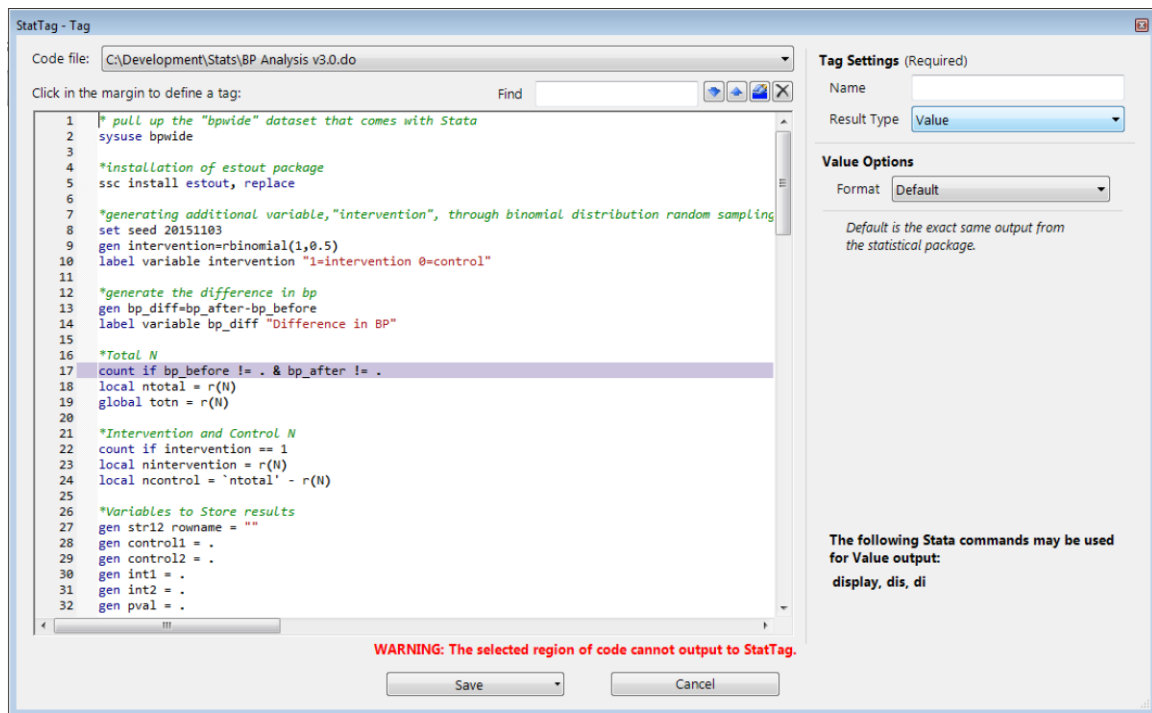 StatTag - Tag
Code file: C:\Development\Stats\BP Analysis v3.0.do
Click in the margin to define a tag: Find
1 * pull up the "bpwide" dataset that comes with Stata
2 sysuse bpwide
3
4 *installation of estout package
5 ssc install estout, replace
6
7 *generating additional variable,"intervention", through binomial distribution random sampling
8 set seed 20151103
9 gen intervention=rbinomial(1,0.5)
10 label variable intervention "1=intervention 0=control"
11
12 *generate the difference in bp
13 gen bp_diff=bp_after-bp_before
14 label variable bp_diff "Difference in BP"
15
16 *Total N
17 count if bp_before != . & bp_after != .
18 local ntotal = r(N)
19 global totn = r(N)
20
21 *Intervention and Control N
22 count if intervention == 1
23 local nintervention = r(N)
24 local ncontrol = `ntotal' - r(N)
25
26 *Variables to Store results
27 gen str12 rowname = ""
28 gen control1 = .
29 gen control2 = .
30 gen int1 = .
31 gen int2 = .
32 gen pval = .
WARNING: The selected region of code cannot output to StatTag.
Save
Cancel
Tag Settings (Required)
Name
Result Type Value
Value Options
Format Default
Default is the exact same output from
the statistical package.
The following Stata commands may be used
for Value output:
display, dis, di